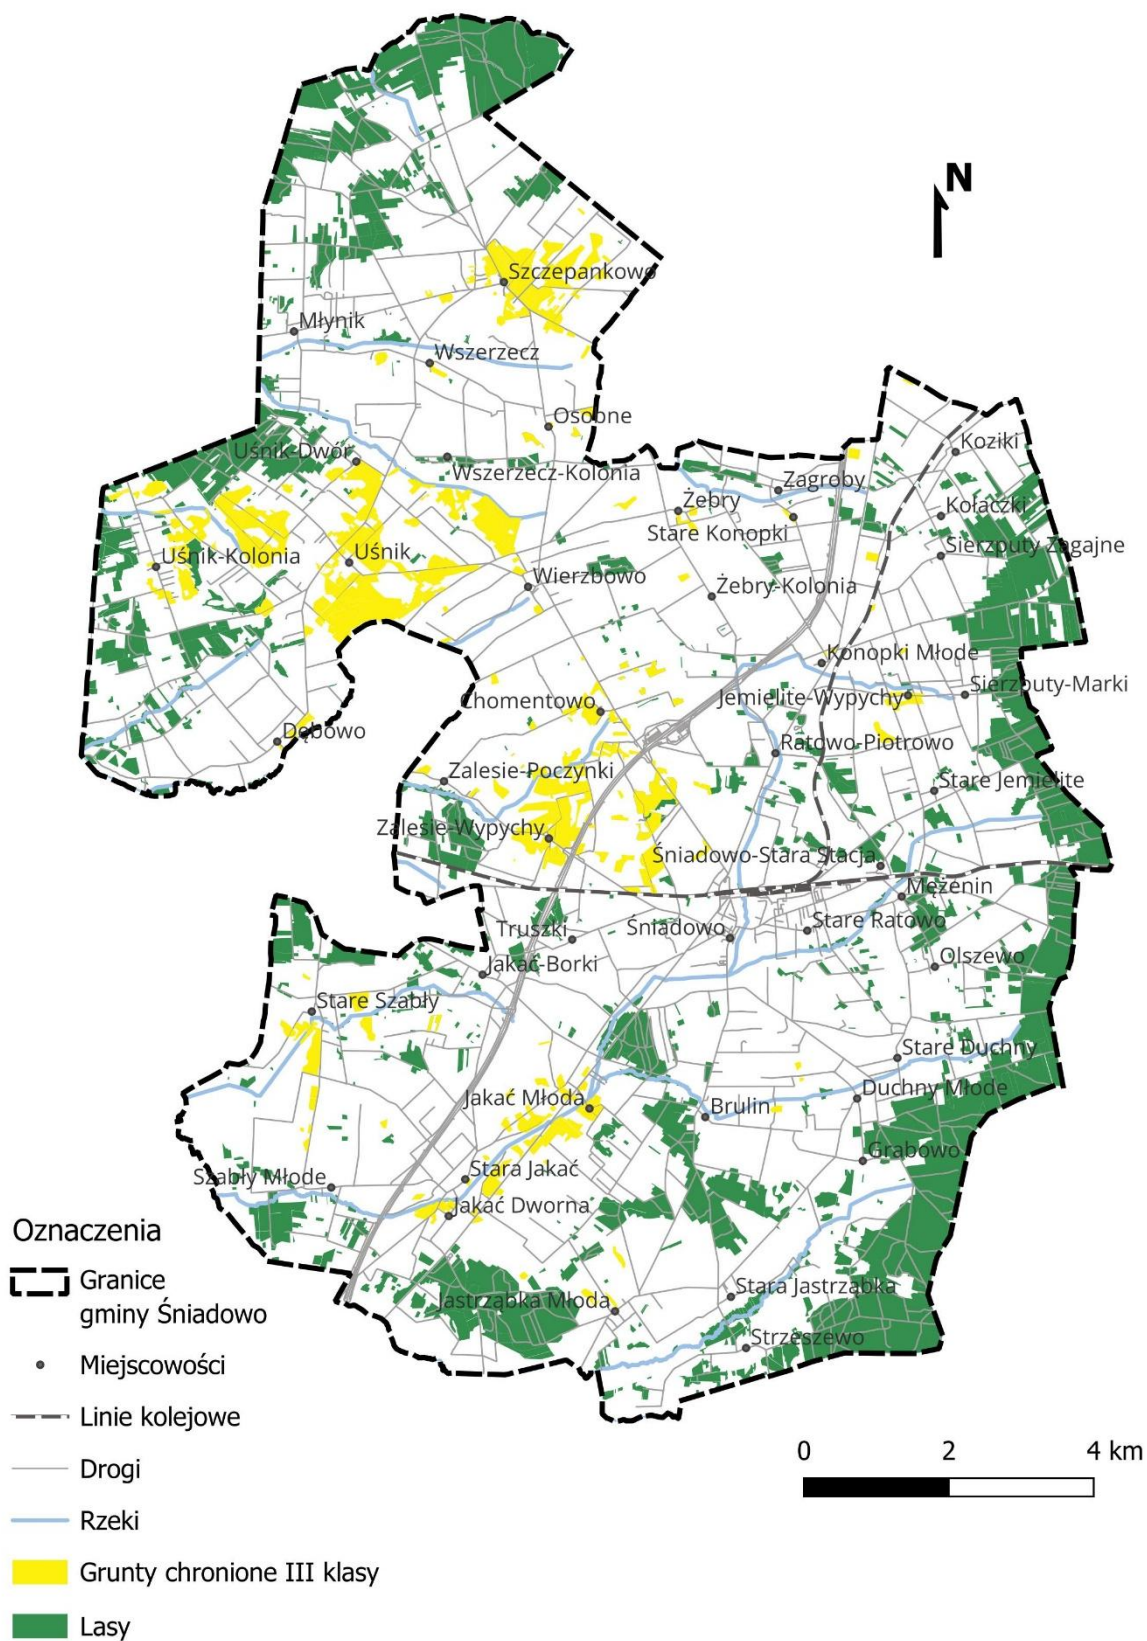 N
Szczepankowo
Młynik
Wszerzecz
Osobne
Koziki
Uśnik-Dwór
Wszerzecz-Kolonia
Zagroby
Żebry
Kołaczki
Stare Konopki
Sierzputy Zagajne
Uśnik-Kolonia
Uśnik
Wierzbowo
Żebry-Kolonia
Konopki Młode
Chomentowo
Jemielite-Wypychy
Sierzputy-Marki
Dębowo
Ratowo-Piotrowo
Zalesie-Poczynki
Stare Jemielite
Zalesie-Wypychy
Śniadowo-Stara Stacja
Mężenin
Truszki
Śniadowo
Stare Ratowo
Jakać-Borki
Olszewo
Stare Szabły
Stare Duchny
Jakać Młoda
Brulin
Duchny Młode
Grabowo
Szabły Młode
Stara Jakać
Jakać Dworna
Jastrząbka Młoda
Stara Jastrząbka
Strzeszewo
Oznaczenia
Granice
gminy Śniadowo
Miejscowości
Linie kolejowe
Drogi
Rzeki
Grunty chronione III klasy
Lasy
0 2 4 km